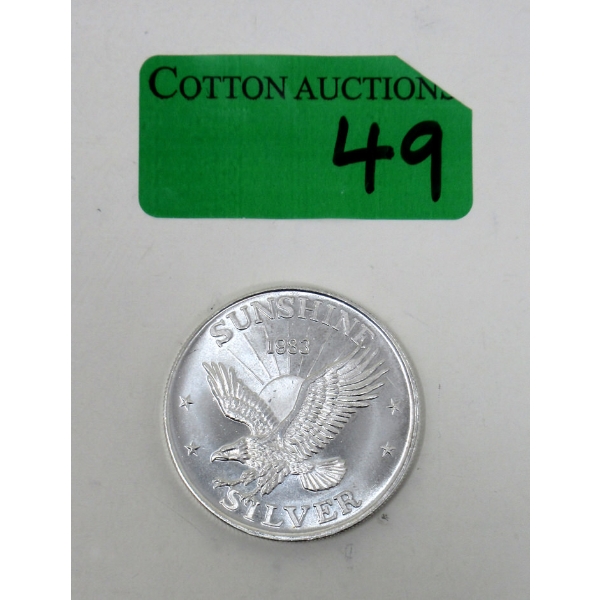 COTTON AUCTIONS
49
SUNSHINE
1983
SILVER